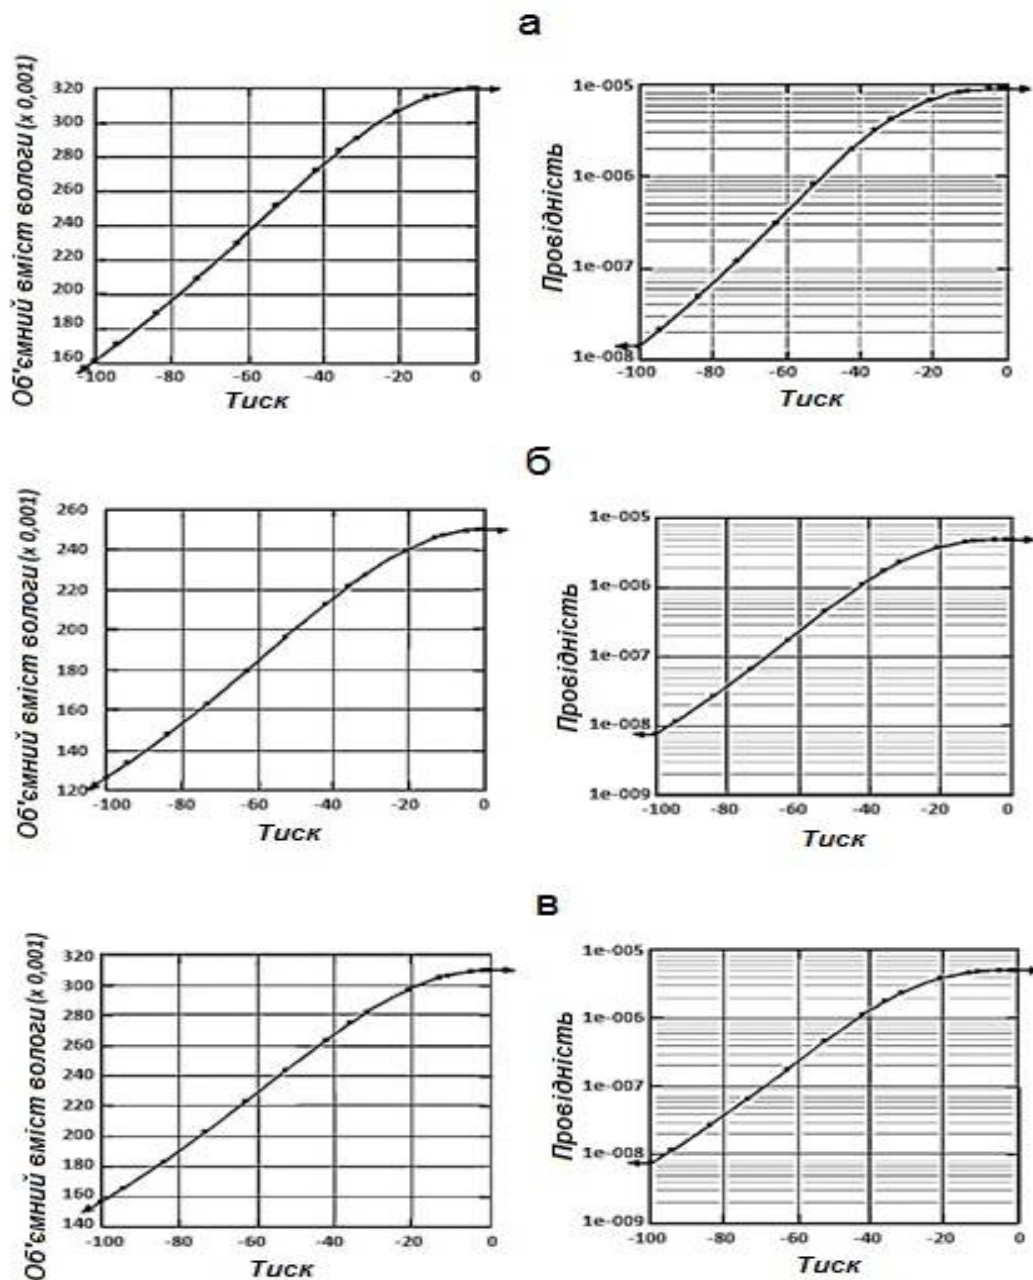 а
Об'ємний вміст вологи (x 0,001)
320
300
280
260
240
220
200
180
160
-100 -80 -60 -40 -20 0
Тиск
Провідність
1e-005
1e-006
1e-007
1e-008
-100 -80 -60 -40 -20 0
Тиск
б
Об'ємний вміст вологи (x 0,001)
260
240
220
200
180
160
140
120
-100 -80 -60 -40 -20 0
Тиск
Провідність
1e-005
1e-006
1e-007
1e-008
1e-009
-100 -80 -60 -40 -20 0
Тиск
в
Об'ємний вміст вологи (x 0,001)
320
300
280
260
240
220
200
180
160
140
-100 -80 -60 -40 -20 0
Тиск
Провідність
1e-005
1e-006
1e-007
1e-008
1e-009
-100 -80 -60 -40 -20 0
Тиск